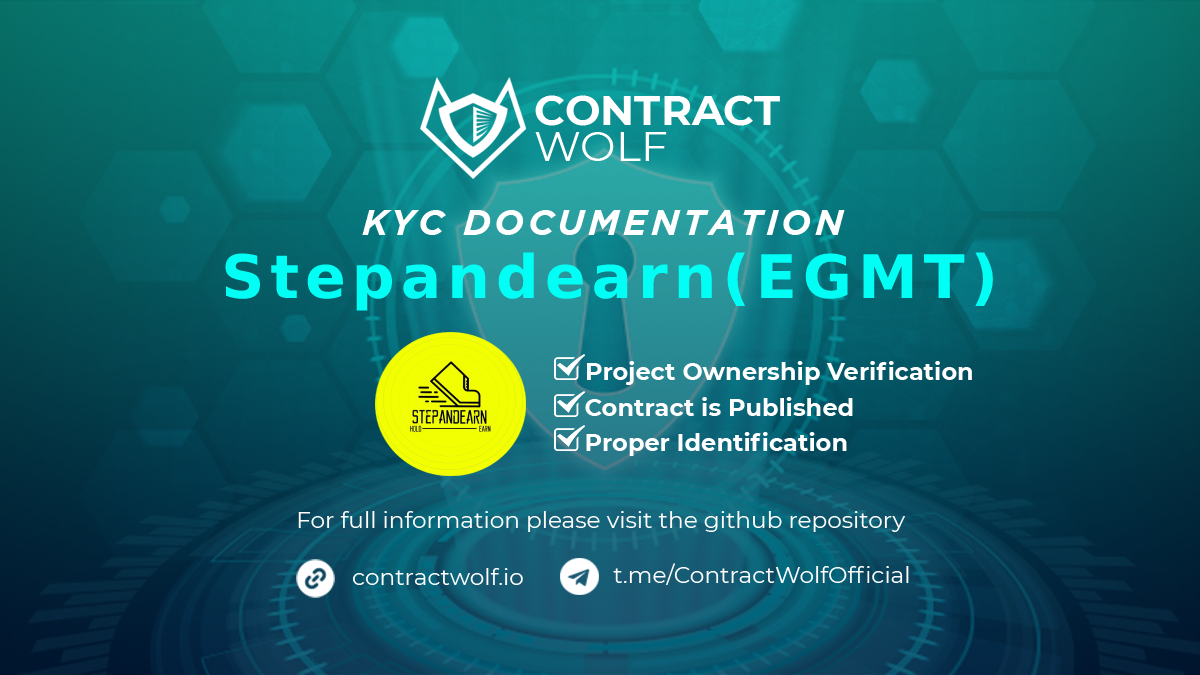 CONTRACT
WOLF
KYC DOCUMENTATION
Stepandearn(EGMT)
STEPANDEARN
HOLD EARN
Project Ownership Verification
Contract is Published
Proper Identification
For full information please visit the github repository
contractwolf.io
t.me/ContractWolfOfficial